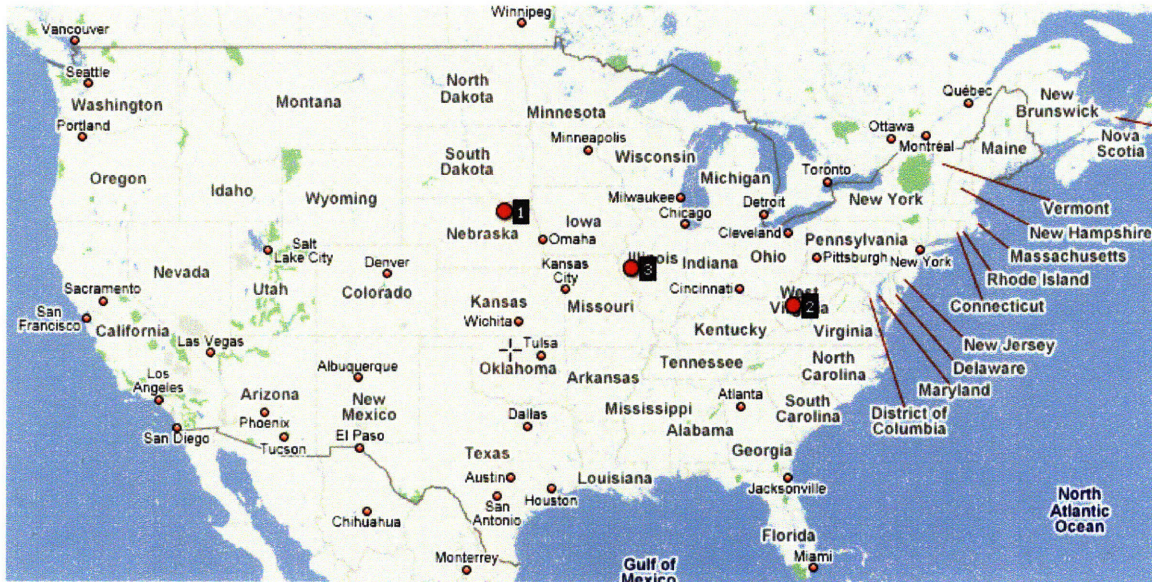 Winnipeg
Vancouver
Seattle
Washington
Montana
North
Dakota
Minnesota
Québec
New
Brunswick
Nova
Scotia
Portland
Minneapolis
Ottawa
Montréal
Maine
Oregon
Idaho
Wyoming
South
Dakota
Wisconsin
Michigan
Toronto
Milwaukee
Detroit
New York
Vermont
1
Nebraska
Iowa
Chicago
Cleveland
New Hampshire
Omaha
Salt
Lake City
Pennsylvania
Massachusetts
Nevada
Denver
Kansas
City
Illinois
3
Indiana
Ohio
Pittsburgh
New York
Rhode Island
Sacramento
Utah
Colorado
Kansas
Missouri
Cincinnati
West
Virginia
2
Connecticut
San
Francisco
California
Wichita
Kentucky
Virginia
New Jersey
Las Vegas
Tulsa
Oklahoma
Tennessee
North
Carolina
Delaware
Los
Angeles
Albuquerque
Arkansas
Maryland
Arizona
Phoenix
New
Mexico
Dallas
Mississippi
Atlanta
South
Carolina
District of
Columbia
San Diego
Tucson
El Paso
Alabama
Georgia
Texas
Austin
Louisiana
Jacksonville
San
Antonio
Houston
Chihuahua
North
Atlantic
Ocean
Florida
Monterrey
Gulf of
Mexico
Miami